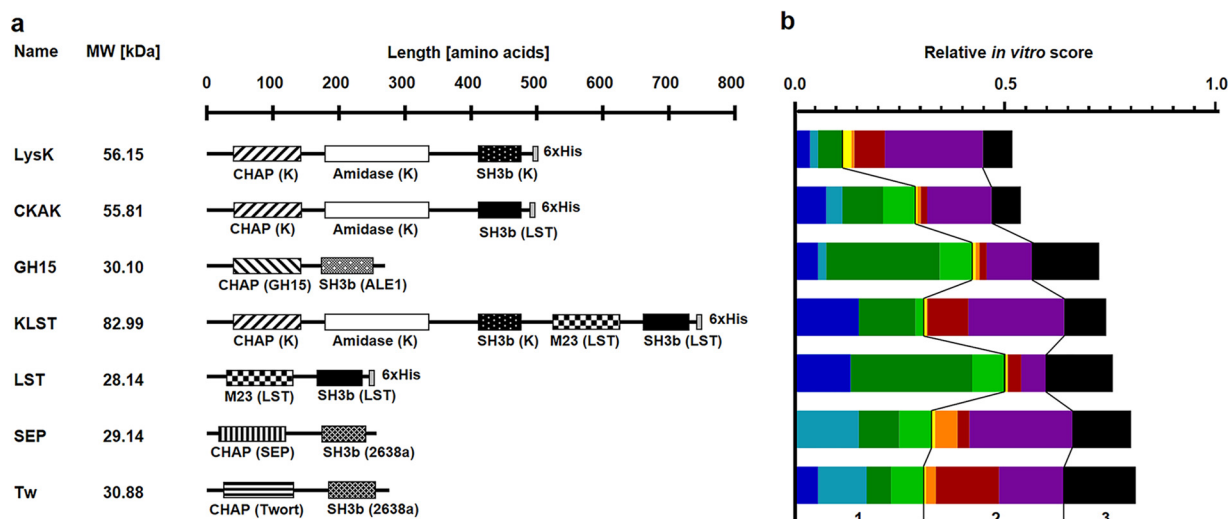 a
b
Name MW [kDa] Length [amino acids]
Relative in vitro score
0 100 200 300 400 500 600 700 800
0.0 0.5 1.0
LysK 56.15 6xHis
CHAP (K) Amidase (K) SH3b (K)
CKAK 55.81 6xHis
CHAP (K) Amidase (K) SH3b (LST)
GH15 30.10
CHAP (GH15) SH3b (ALE1)
KLST 82.99 6xHis
CHAP (K) Amidase (K) SH3b (K) M23 (LST) SH3b (LST)
LST 28.14 6xHis
M23 (LST) SH3b (LST)
SEP 29.14
CHAP (SEP) SH3b (2638a)
Tw 30.88
CHAP (Twort) SH3b (2638a)
1 2 3